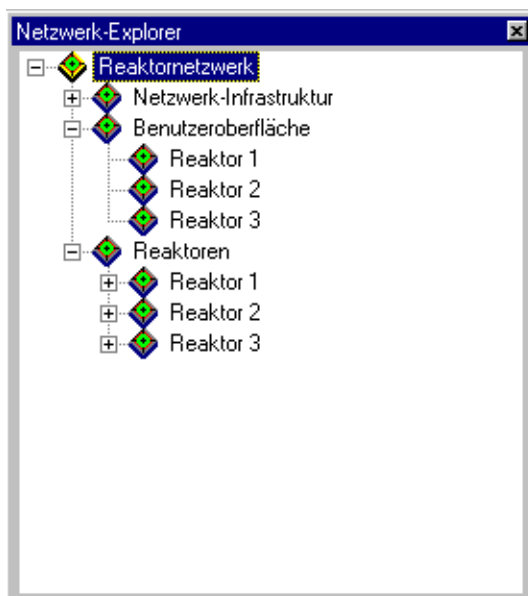 Netzwerk-Explorer
Reaktornetzwerk
Netzwerk-Infrastruktur
Benutzeroberfläche
Reaktor 1
Reaktor 2
Reaktor 3
Reaktoren
Reaktor 1
Reaktor 2
Reaktor 3